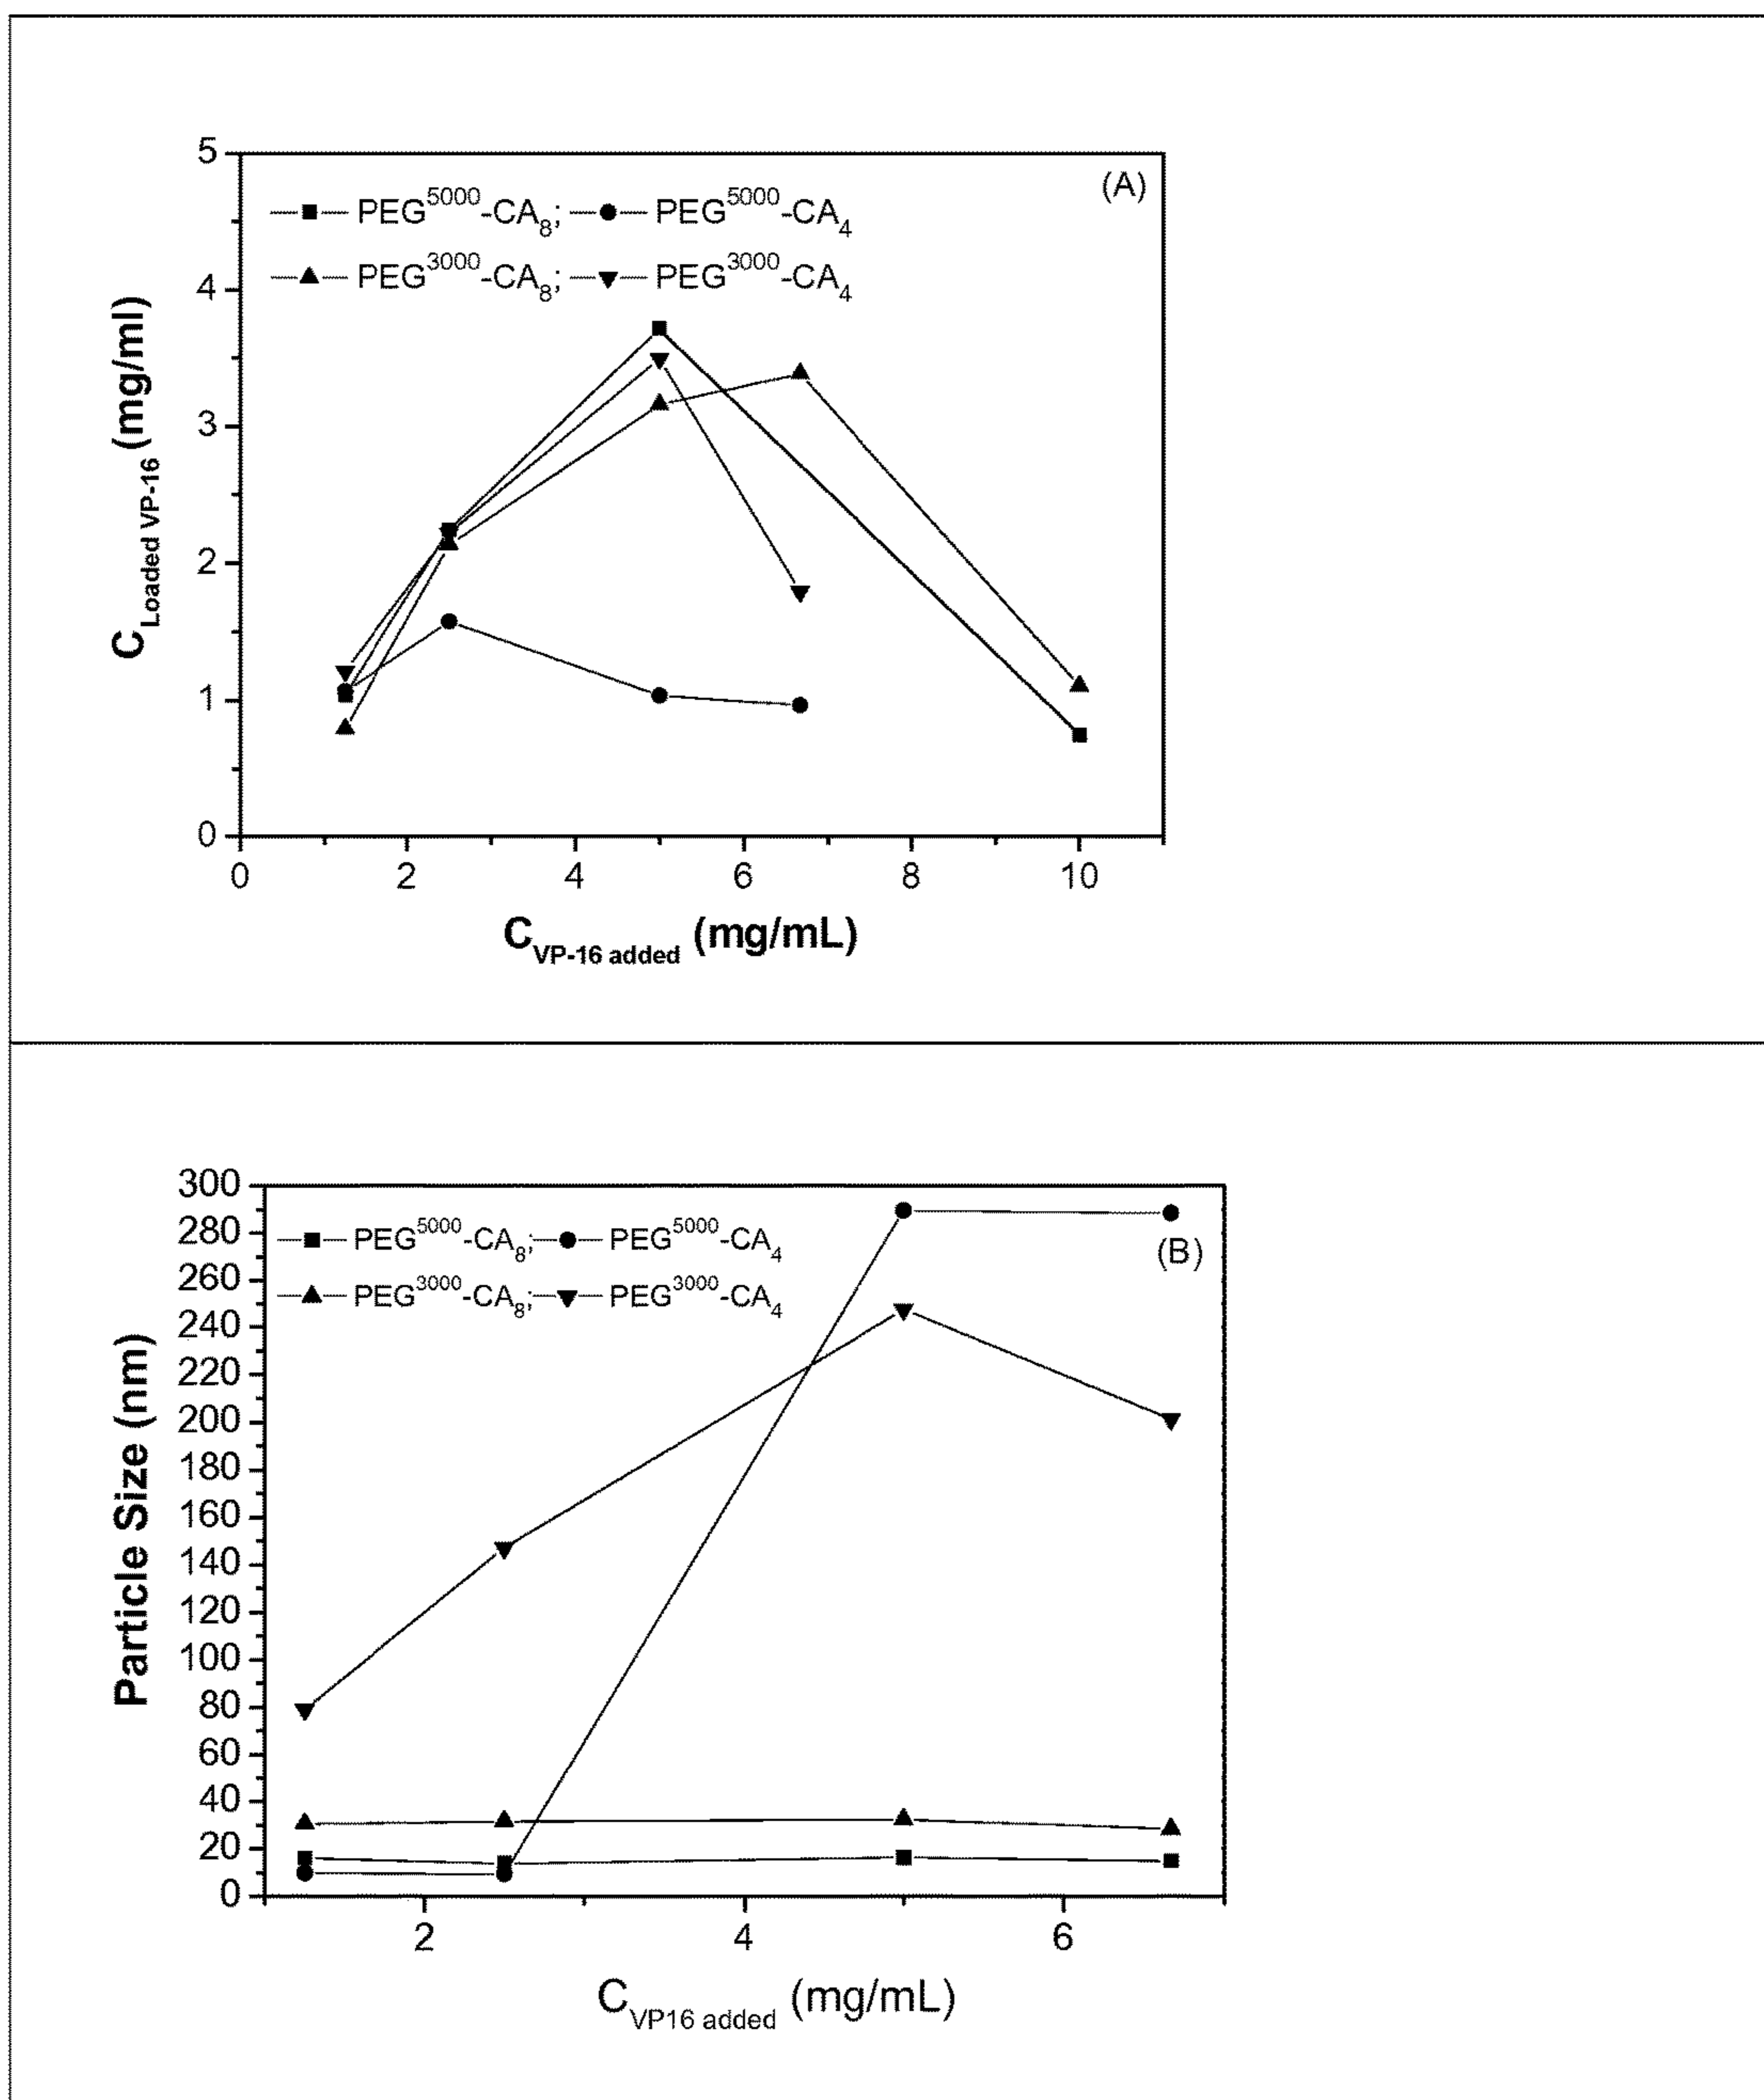 5
(A)
PEG5000-CA8; PEG5000-CA4
PEG3000-CA8; PEG3000-CA4
4
3
2
1
0
CLoaded VP-16 (mg/ml)
0 2 4 6 8 10
CVP-16 added (mg/mL)
300
280
PEG5000-CA8; PEG5000-CA4
(B)
260
PEG3000-CA8; PEG3000-CA4
240
220
200
180
160
140
120
100
80
60
40
20
0
Particle Size (nm)
2 4 6
CVP16 added (mg/mL)